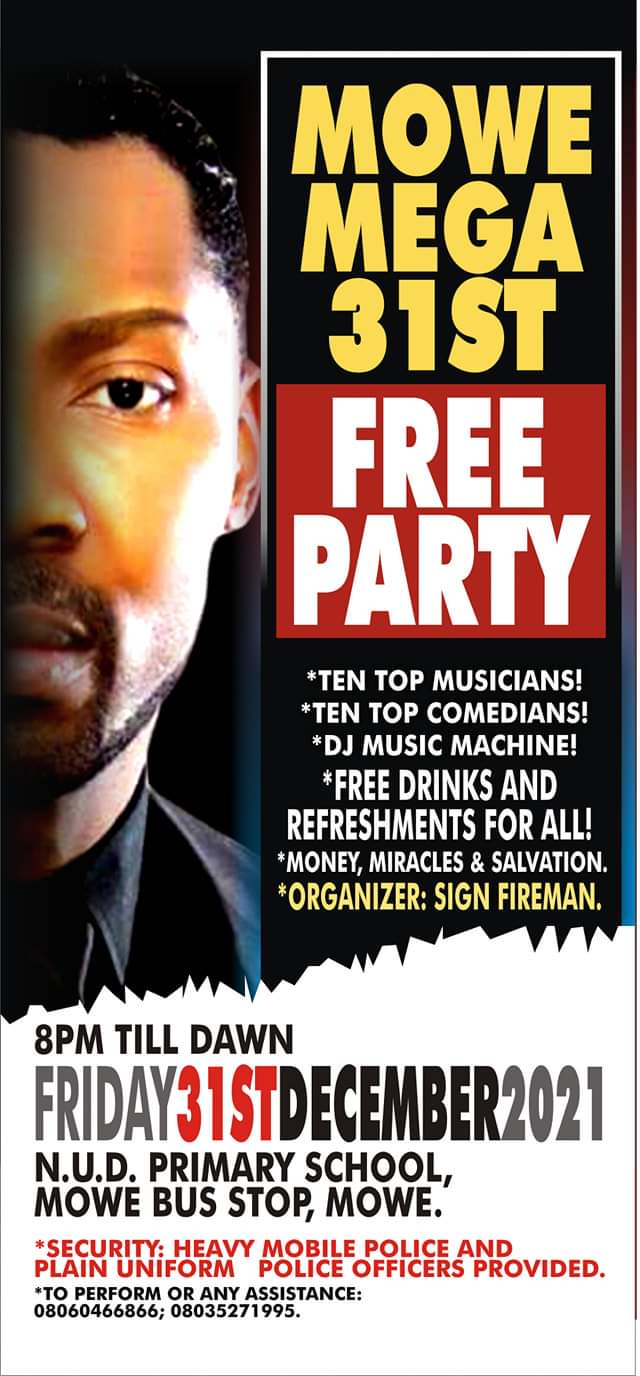 MOWE
MEGA
31ST
FREE
PARTY
*TEN TOP MUSICIANS!
*TEN TOP COMEDIANS!
*DJ MUSIC MACHINE!
*FREE DRINKS AND
REFRESHMENTS FOR ALL!
*MONEY, MIRACLES & SALVATION.
*ORGANIZER: SIGN FIREMAN.
8PM TILL DAWN
FRIDAY31STDECEMBER2021
N.U.D. PRIMARY SCHOOL,
MOWE BUS STOP, MOWE.
*SECURITY: HEAVY MOBILE POLICE AND
PLAIN UNIFORM POLICE OFFICERS PROVIDED.
*TO PERFORM OR ANY ASSISTANCE:
08060466866; 08035271995.